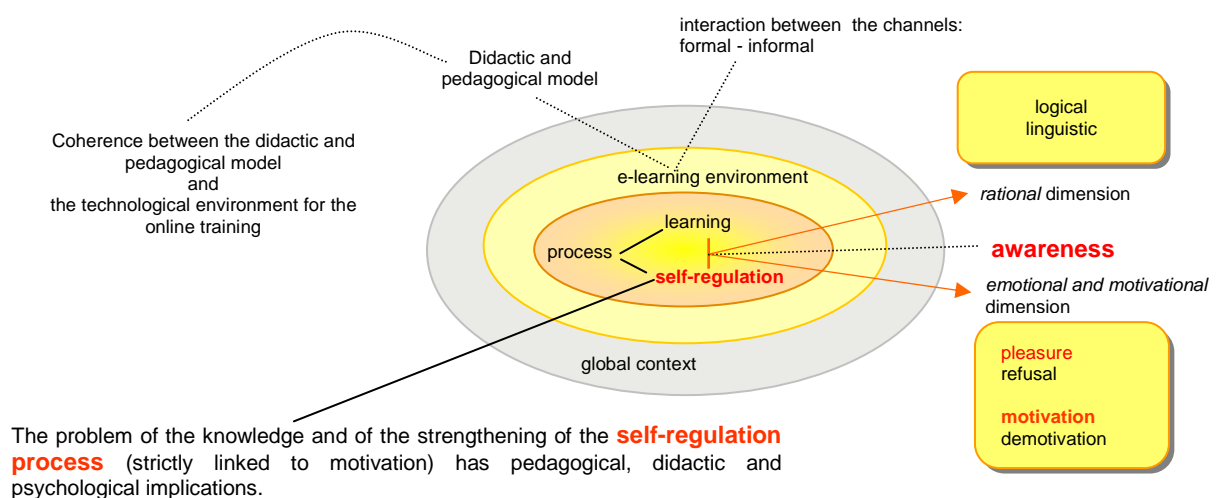 interaction between the channels:
formal - informal
Didactic and
pedagogical model
logical
linguistic
Coherence between the didactic and
pedagogical model
and
the technological environment for the
online training
e-learning environment
rational dimension
learning
process
awareness
self-regulation
emotional and motivational
dimension
global context
pleasure
refusal
motivation
demotivation
The problem of the knowledge and of the strengthening of the self-regulation
process (strictly linked to motivation) has pedagogical, didactic and
psychological implications.